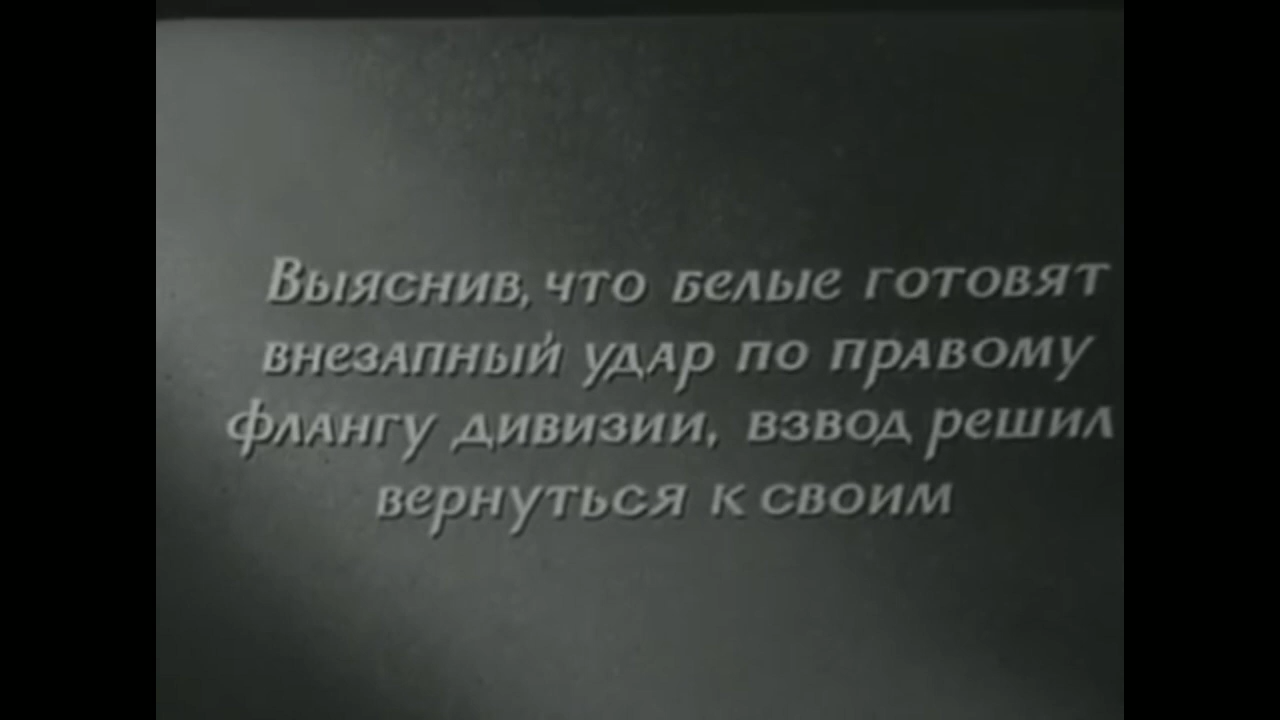 Выяснив, что белые готовят
внезапный удар по правому
флангу дивизии, взвод решил
вернуться к своим